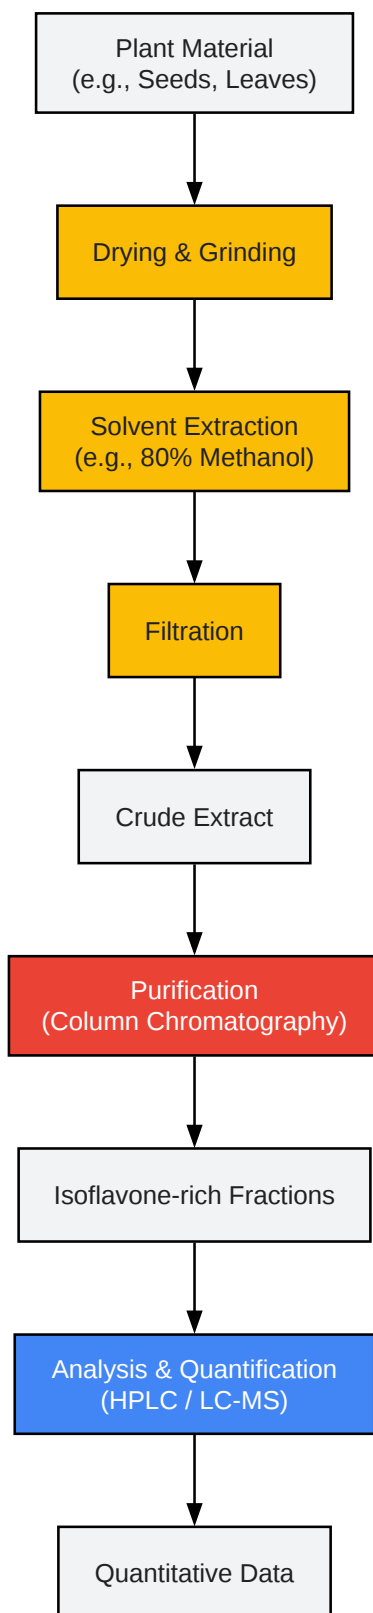 Plant Material
(e.g., Seeds, Leaves)
Drying & Grinding
Solvent Extraction
(e.g., 80% Methanol)
Filtration
Crude Extract
Purification
(Column Chromatography)
Isoflavone-rich Fractions
Analysis & Quantification
(HPLC / LC-MS)
Quantitative Data